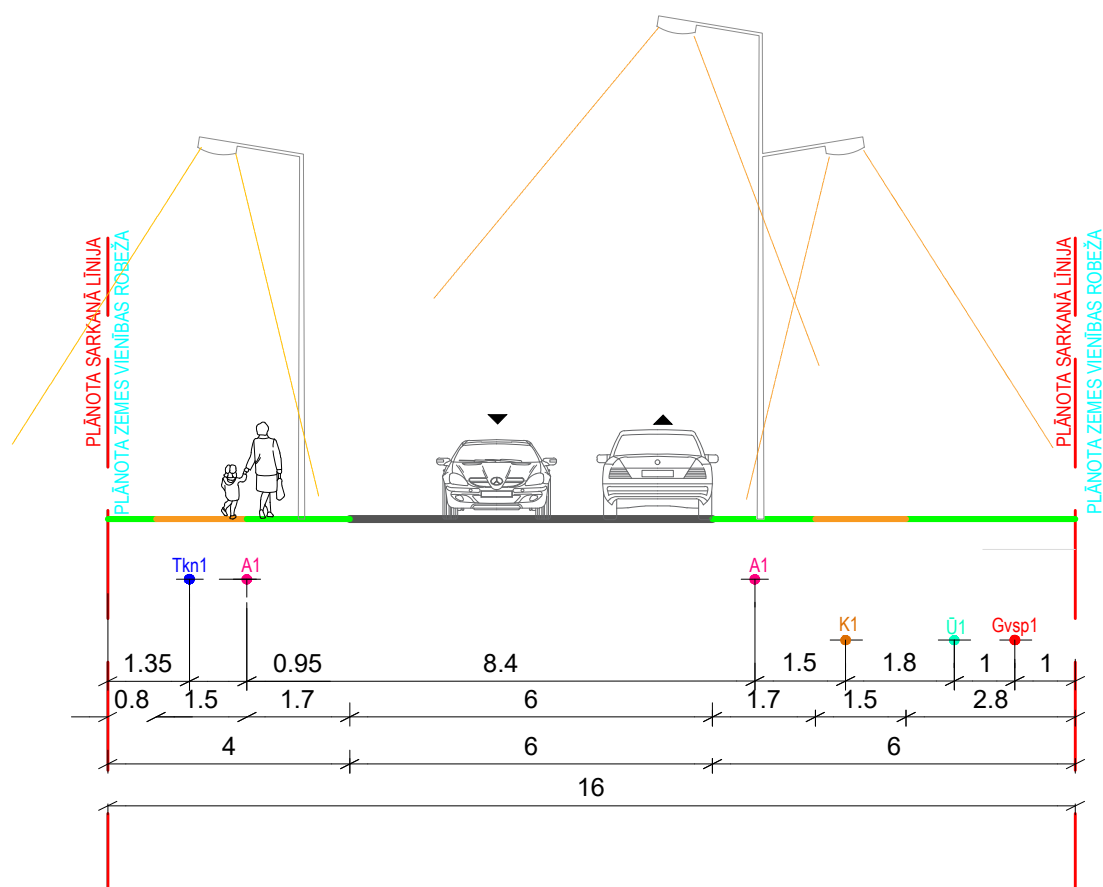 PLĀNOTA SARKANĀ LĪNIJA
PLĀNOTA ZEMES VIENĪBAS ROBEŽA
PLĀNOTA SARKANĀ LĪNIJA
PLĀNOTA ZEMES VIENĪBAS ROBEŽA
Tkn1 A1 A1
K1 Ū1 Gvsp1
1.35 0.95 8.4 1.5 1.8 1 1
0.8 1.5 1.7 6 1.7 1.5 2.8
4 6 6
16